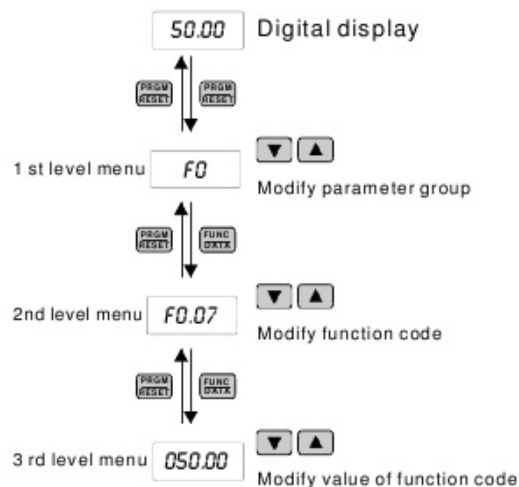 50.00 Digital display
PRGM PRGM
RESET RESET
1 st level menu F0
Modify parameter group
PRGM FUNC
RESET DATA
2nd level menu F0.07
Modify function code
PRGM FUNC
RESET DATA
3 rd level menu 050.00
Modify value of function code